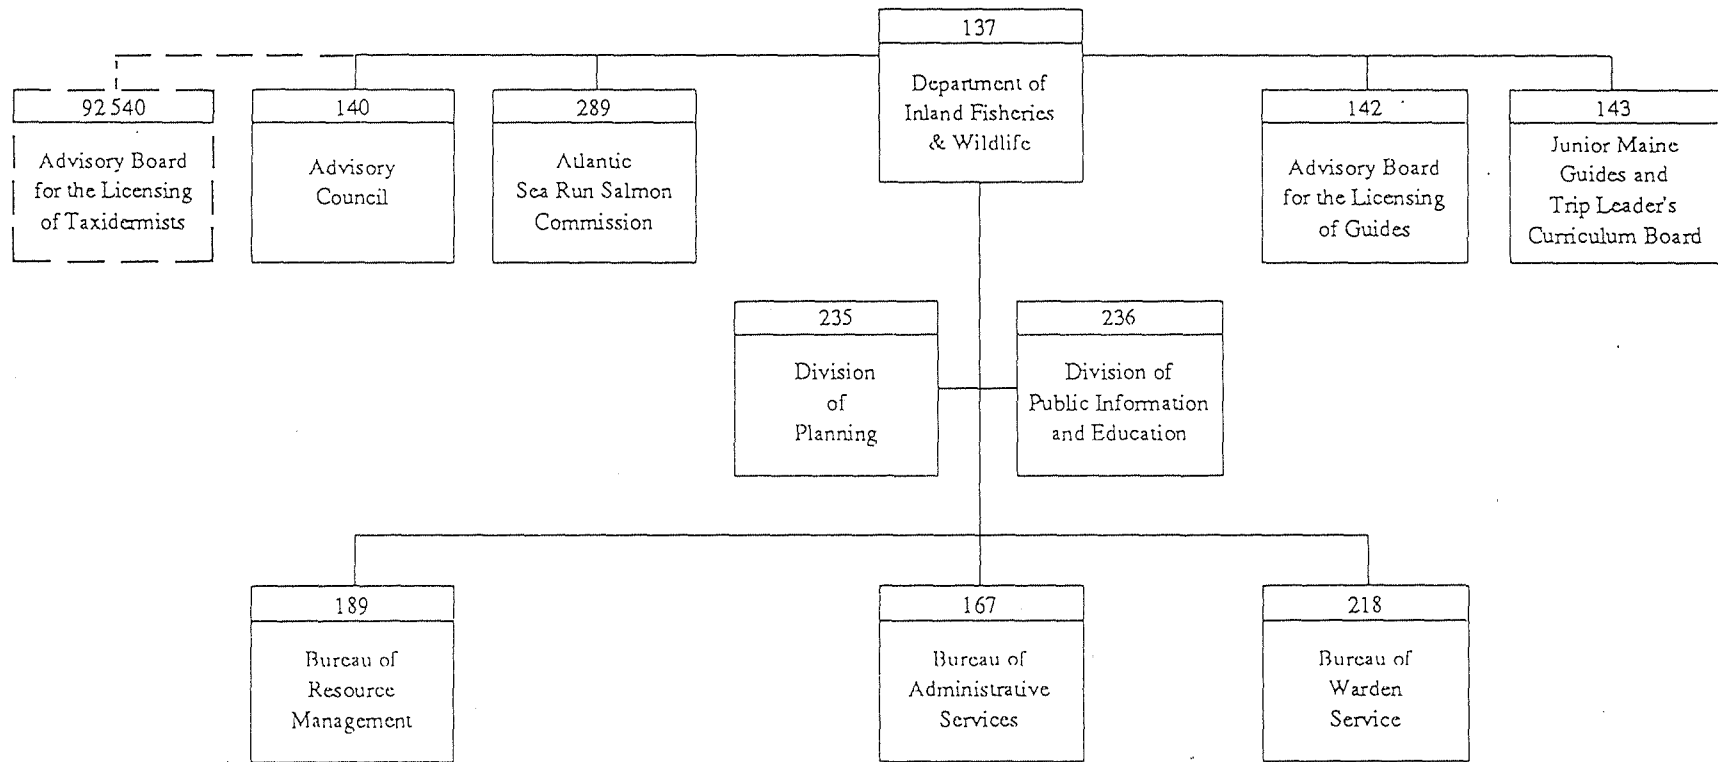 137
Department of
Inland Fisheries
& Wildlife
92 540
Advisory Board
for the Licensing
of Taxidermists
140
Advisory
Council
289
Atlantic
Sea Run Salmon
Commission
142
Advisory Board
for the Licensing
of Guides
143
Junior Maine
Guides and
Trip Leader's
Curriculum Board
235
Division
of
Planning
236
Division of
Public Information
and Education
189
Bureau of
Resource
Management
167
Bureau of
Administrative
Services
218
Bureau of
Warden
Service